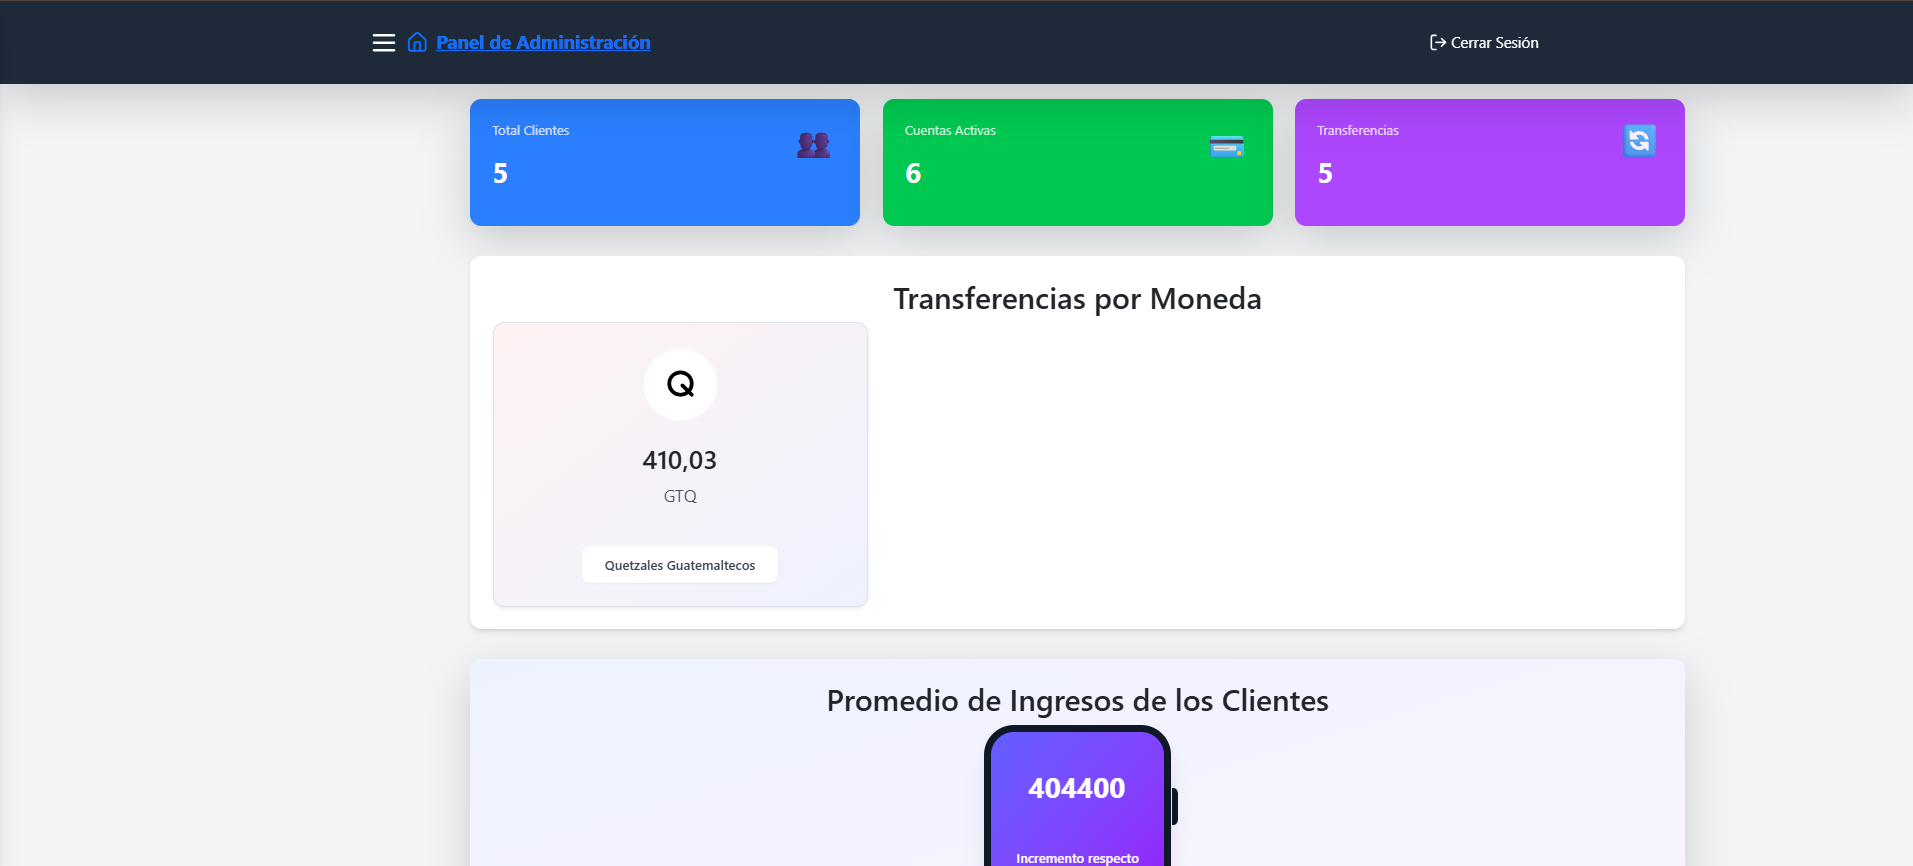 Panel de Administración
Cerrar Sesión
Total Clientes
5
Cuentas Activas
6
Transferencias
5
Transferencias por Moneda
Q
410,03
GTQ
Quetzales Guatemaltecos
Promedio de Ingresos de los Clientes
404400
Incremento respecto